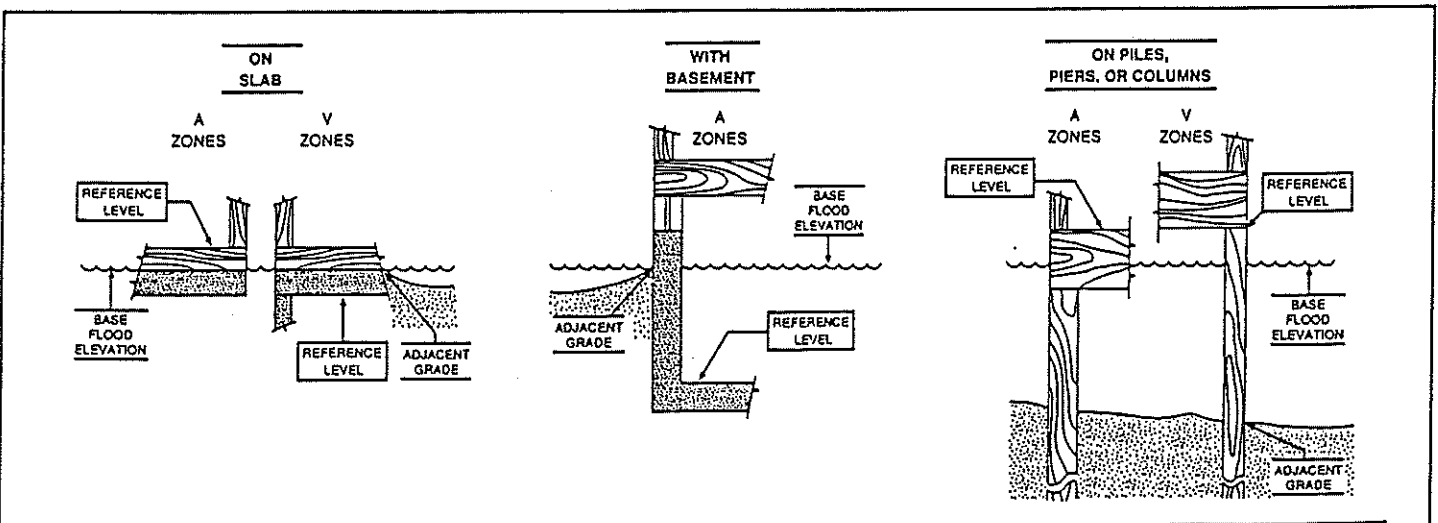 ON
SLAB
A
ZONES
V
ZONES
REFERENCE
LEVEL
BASE
FLOOD
ELEVATION
REFERENCE
LEVEL
ADJACENT
GRADE
WITH
BASEMENT
A
ZONES
BASE
FLOOD
ELEVATION
ADJACENT
GRADE
REFERENCE
LEVEL
ON PILES,
PIERS, OR COLUMNS
A
ZONES
V
ZONES
REFERENCE
LEVEL
REFERENCE
LEVEL
BASE
FLOOD
ELEVATION
ADJACENT
GRADE